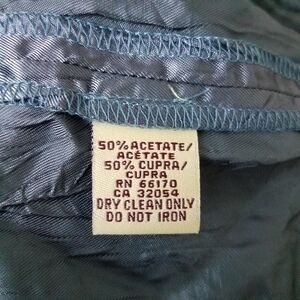 50% ACETATE/
ACÉTATE
50% CUPRA/
CUPRA
RN 66170
CA 32054
DRY CLEAN ONLY
DO NOT IRON